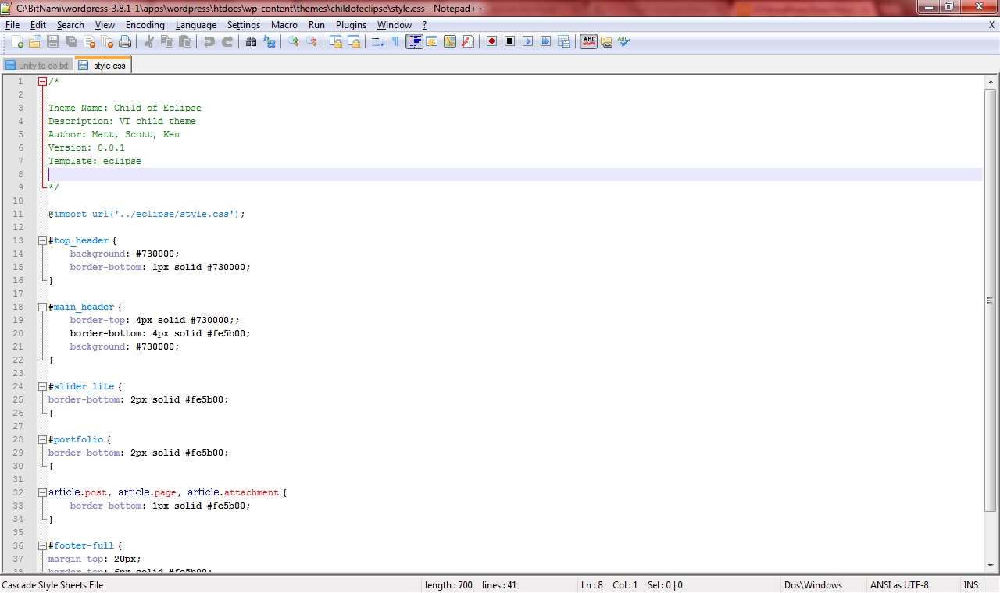 C:\BitNami\wordpress-3.8.1-1\apps\wordpress\htdocs\wp-content\themes\childofeclipse\style.css - Notepad++
File Edit Search View Encoding Language Settings Macro Run Plugins Window ? X
unity to do.txt style.css
1 /*
2
3 Theme Name: Child of Eclipse
4 Description: VT child theme
5 Author: Matt, Scott, Ken
6 Version: 0.0.1
7 Template: eclipse
8
9 */
10
11 @import url('../eclipse/style.css');
12
13 #top_header {
14 background: #730000;
15 border-bottom: 1px solid #730000;
16 }
17
18 #main_header {
19 border-top: 4px solid #730000;;
20 border-bottom: 4px solid #fe5b00;
21 background: #730000;
22 }
23
24 #slider_lite {
25 border-bottom: 2px solid #fe5b00;
26 }
27
28 #portfolio {
29 border-bottom: 2px solid #fe5b00;
30 }
31
32 article.post, article.page, article.attachment {
33 border-bottom: 1px solid #fe5b00;
34 }
35
36 #footer-full {
37 margin-top: 20px;
38 border-top: 6px solid #fe5b00;
Cascade Style Sheets File length : 700 lines : 41 Ln : 8 Col : 1 Sel : 0 | 0 Dos\Windows ANSI as UTF-8 INS